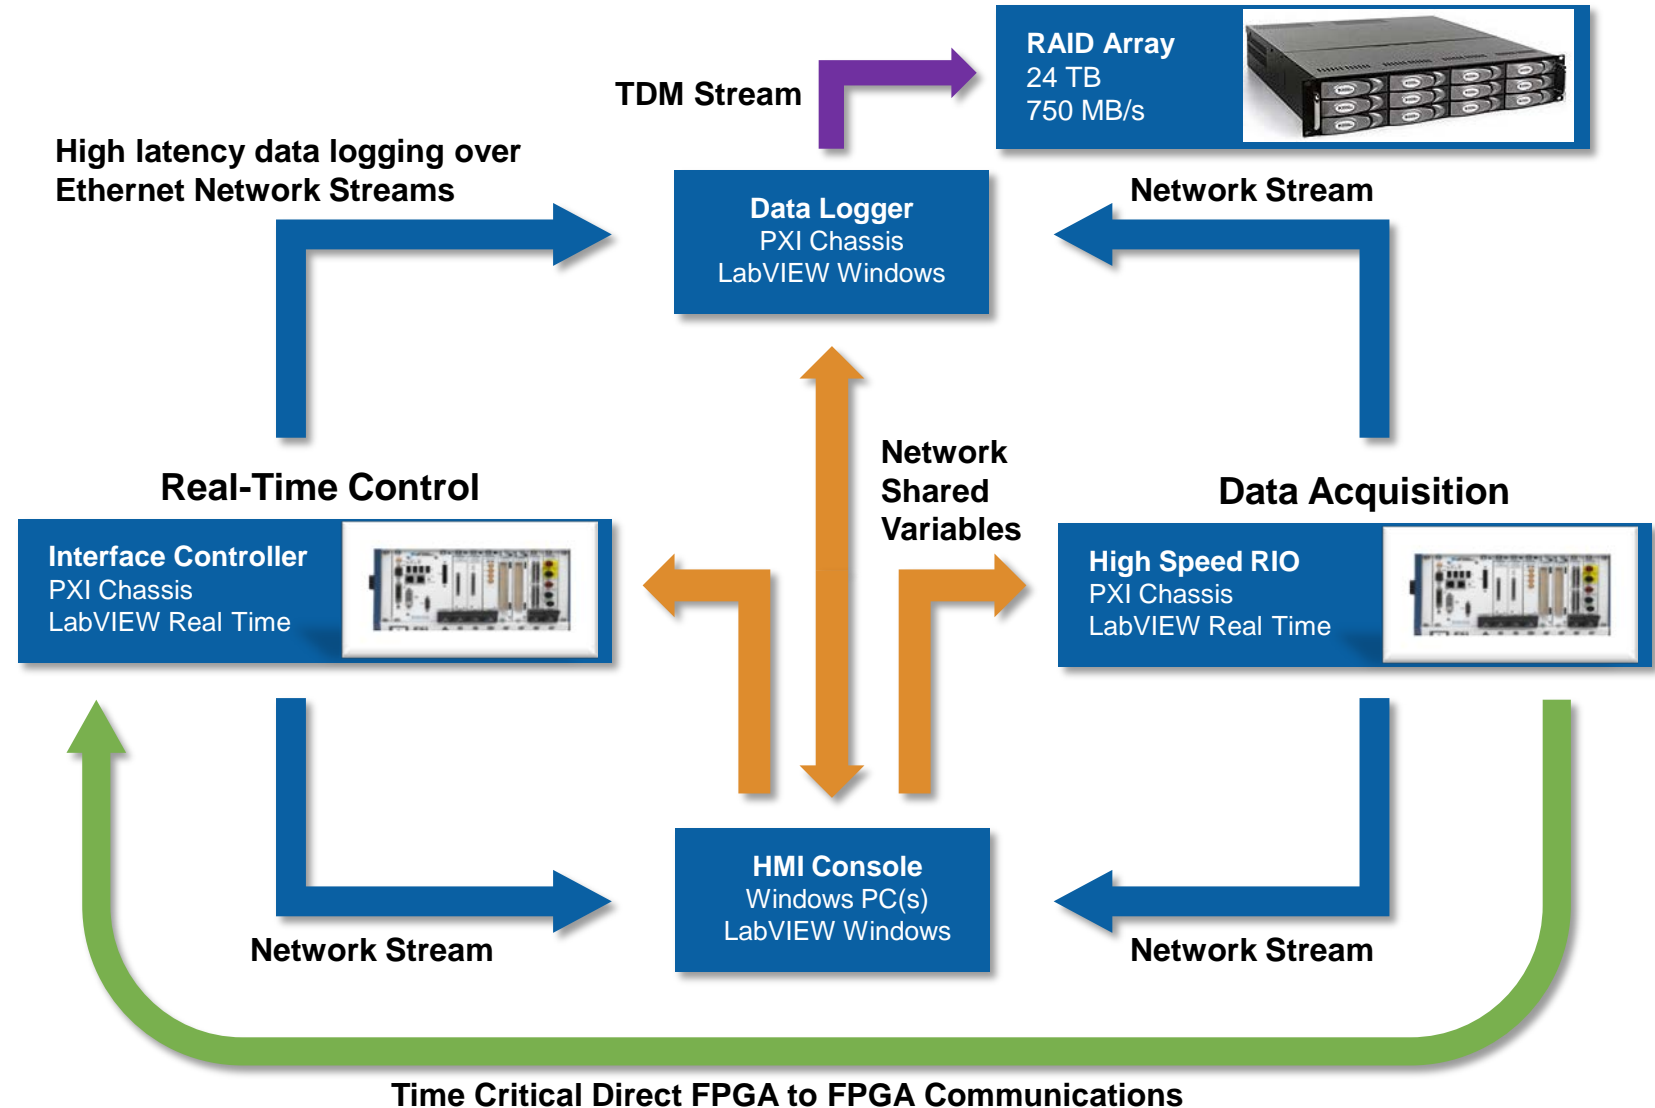 RAID Array
24 TB
750 MB/s
TDM Stream
High latency data logging over
Ethernet Network Streams
Network Stream
Data Logger
PXI Chassis
LabVIEW Windows
Network
Shared
Variables
Real-Time Control
Data Acquisition
Interface Controller
PXI Chassis
LabVIEW Real Time
High Speed RIO
PXI Chassis
LabVIEW Real Time
HMI Console
Windows PC(s)
LabVIEW Windows
Network Stream
Network Stream
Time Critical Direct FPGA to FPGA Communications